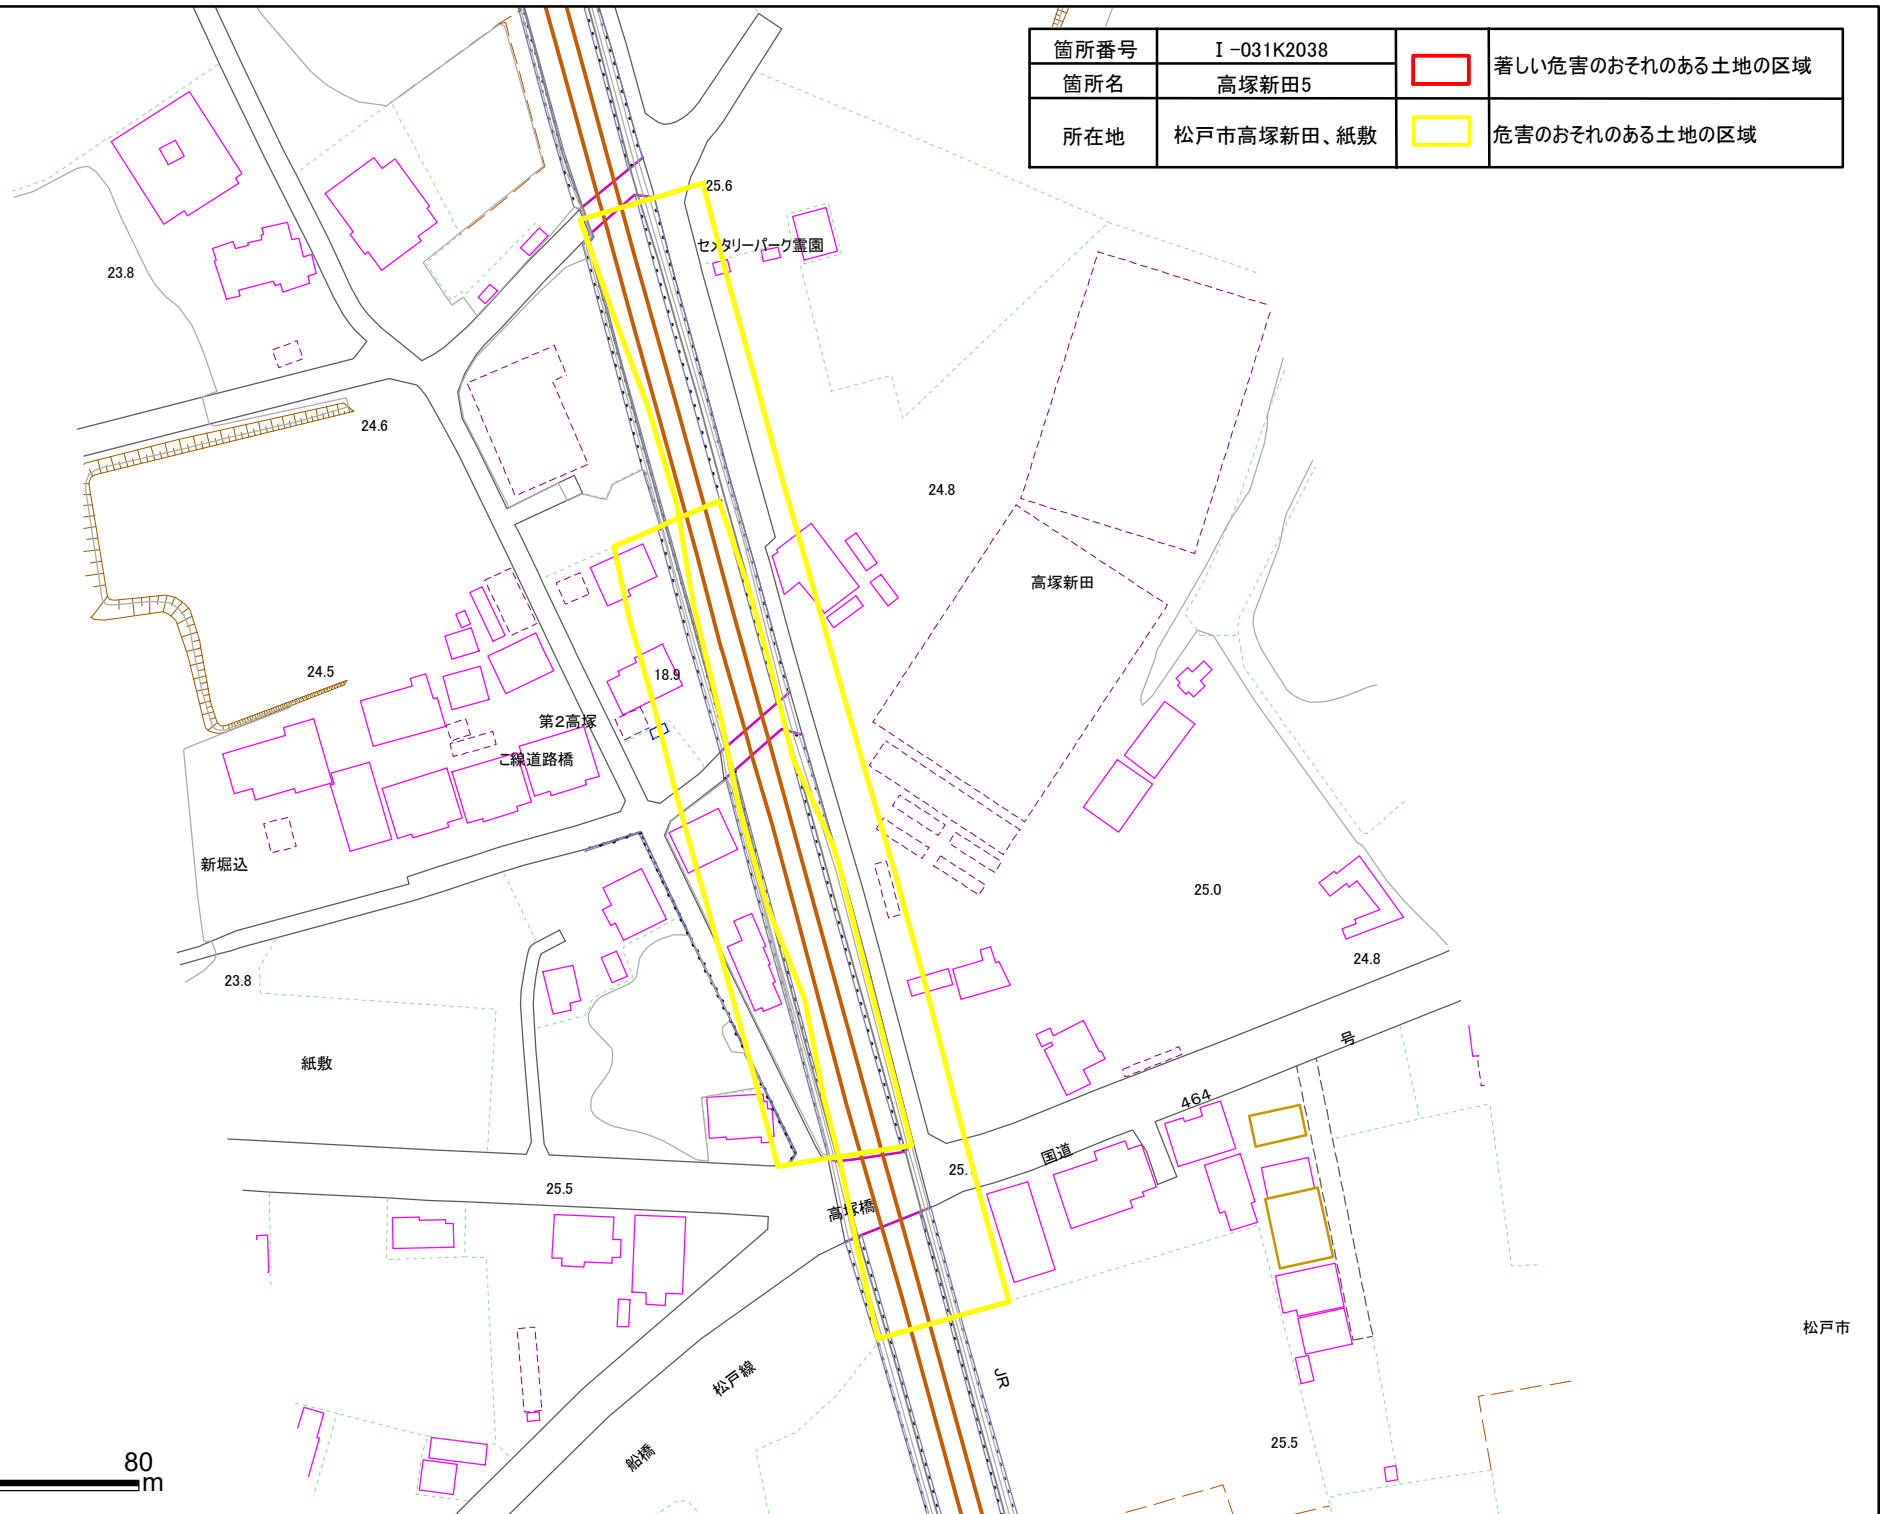 箇所番号
Ⅰ-031K2038
著しい危害のおそれのある土地の区域
箇所名
高塚新田5
所在地
松戸市高塚新田、紙敷
危害のおそれのある土地の区域
25.6
セメタリーパーク霊園
23.8
24.6
24.8
高塚新田
24.5
18.9
第2高塚
こ線道路橋
新堀込
25.0
24.8
23.8
号
紙敷
464
国道
25.
25.5
高塚橋
松戸市
JR
松戸線
船橋
25.5
80
m